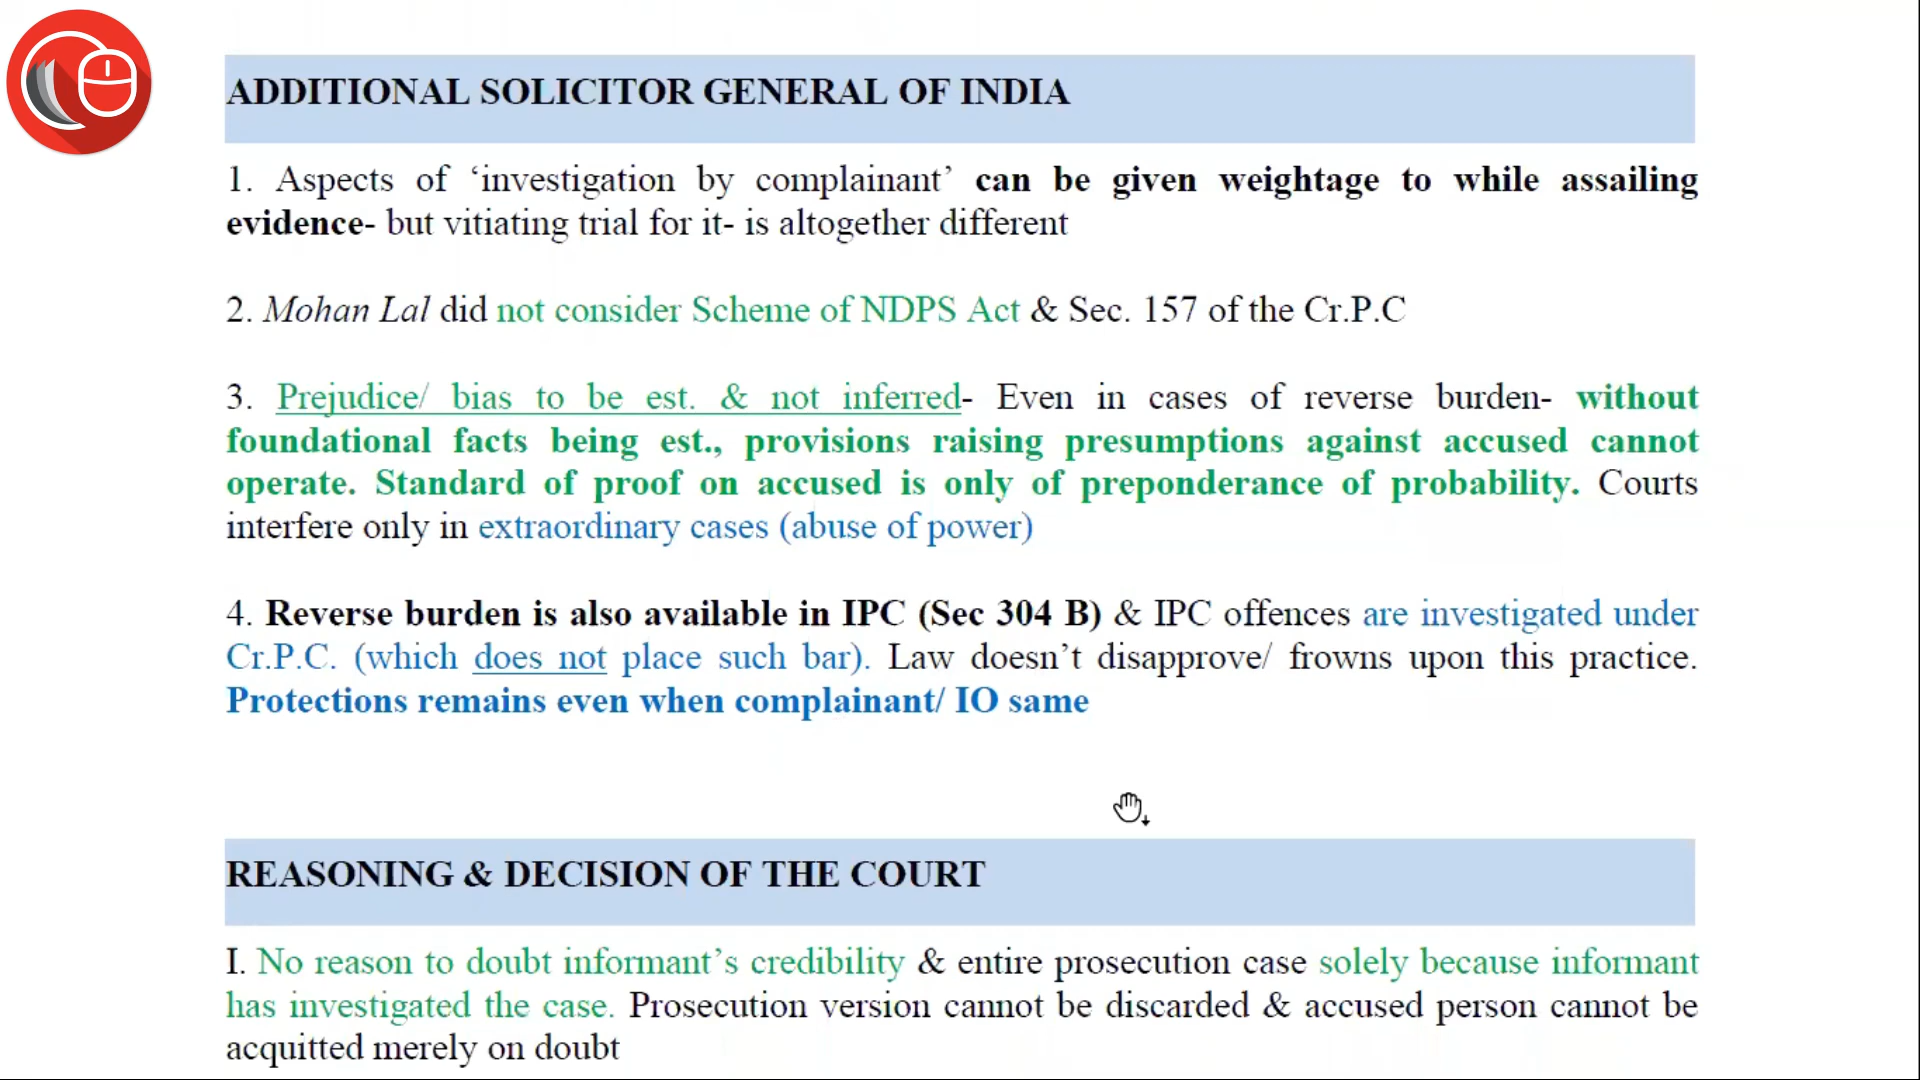 ADDITIONAL SOLICITOR GENERAL OF INDIA
1. Aspects of ‘investigation by complainant’ can be given weightage to while assailing
evidence- but vitiating trial for it- is altogether different
2. Mohan Lal did not consider Scheme of NDPS Act & Sec. 157 of the Cr.P.C
3. Prejudice/ bias to be est. & not inferred- Even in cases of reverse burden- without
foundational facts being est., provisions raising presumptions against accused cannot
operate. Standard of proof on accused is only of preponderance of probability. Courts
interfere only in extraordinary cases (abuse of power)
4. Reverse burden is also available in IPC (Sec 304 B) & IPC offences are investigated under
Cr.P.C. (which does not place such bar). Law doesn’t disapprove/ frowns upon this practice.
Protections remains even when complainant/ IO same
REASONING & DECISION OF THE COURT
I. No reason to doubt informant’s credibility & entire prosecution case solely because informant
has investigated the case. Prosecution version cannot be discarded & accused person cannot be
acquitted merely on doubt